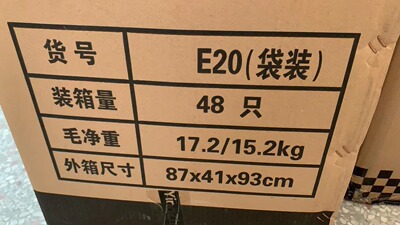 货号 E20(袋装)
装箱量 48 只
毛净重 17.2/15.2kg
外箱尺寸 87x41x93cm